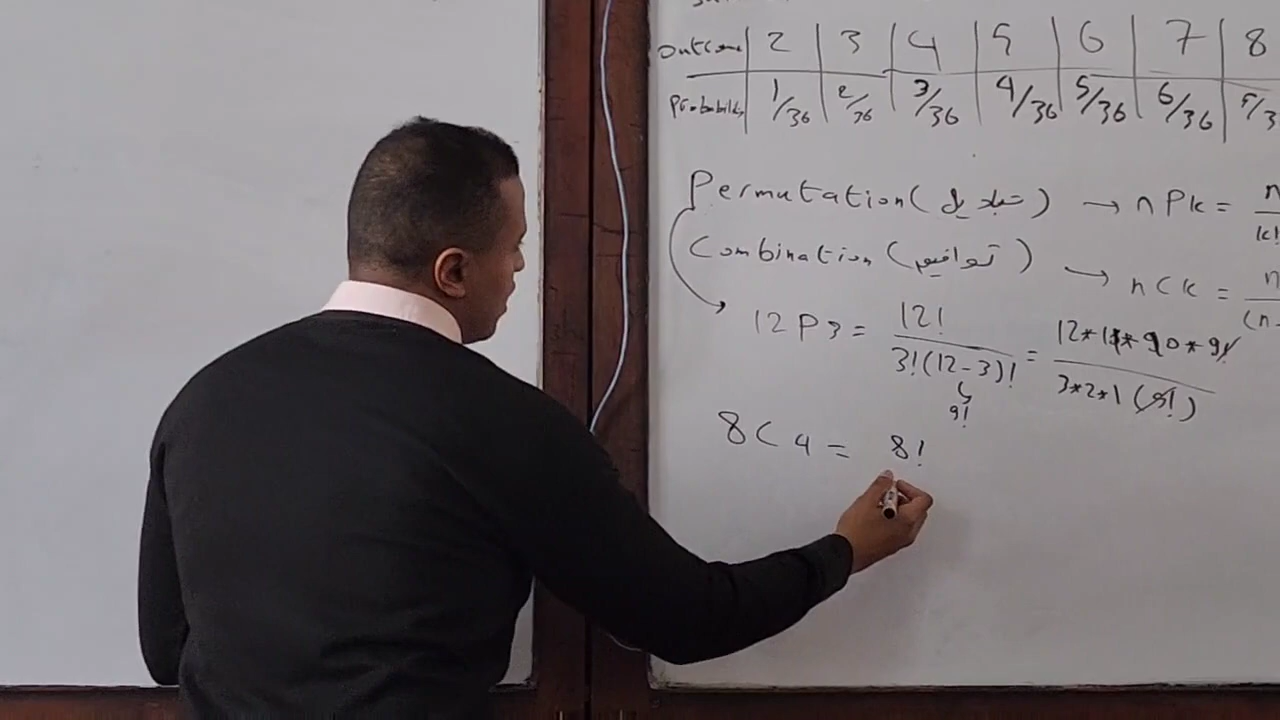 Outcome 2 3 4 5 6 7 8
Probability 1/36 2/36 3/36 4/36 5/36 6/36 5/3
Permutation (تباديل) → nPk = n / k!
Combination (توافيق) → nCk = n / (n-
12P3 = 12! / 3!(12-3)! = 12*11*10*9! / 3*2*1(9!)
9!
8C4 = 8!